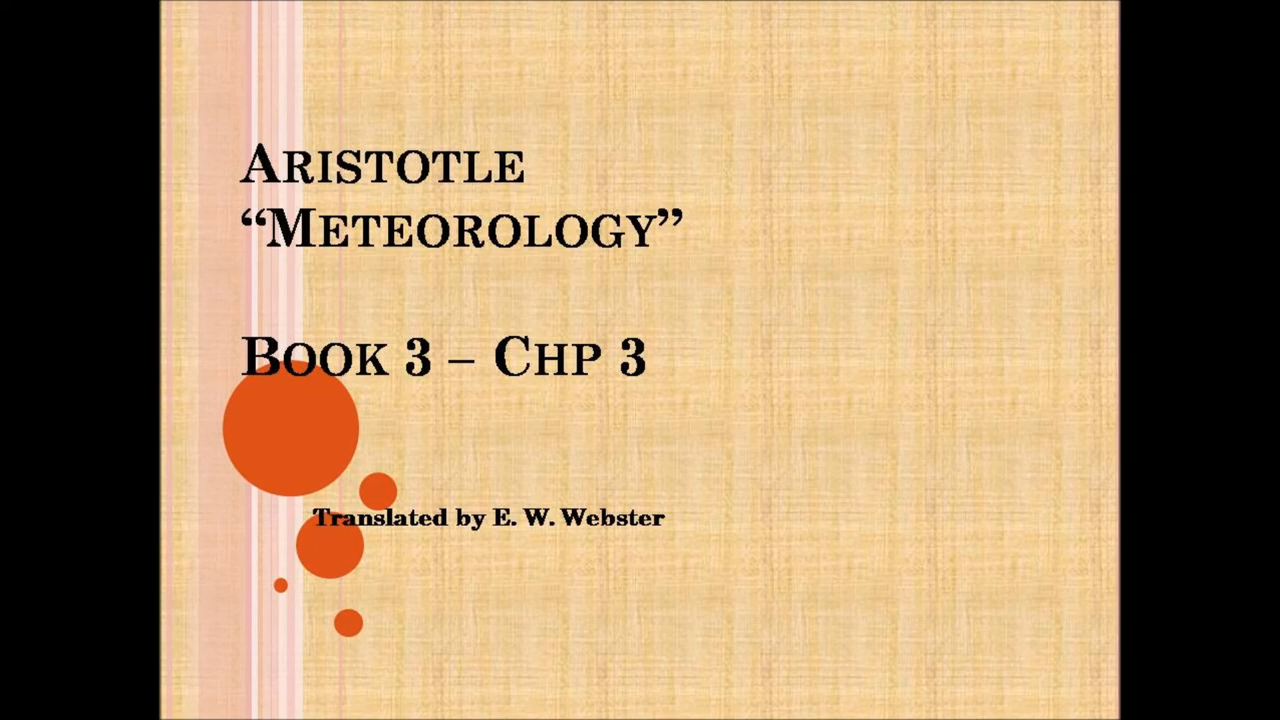 ARISTOTLE
“METEOROLOGY”
BOOK 3 – CHP 3
Translated by E. W. Webster